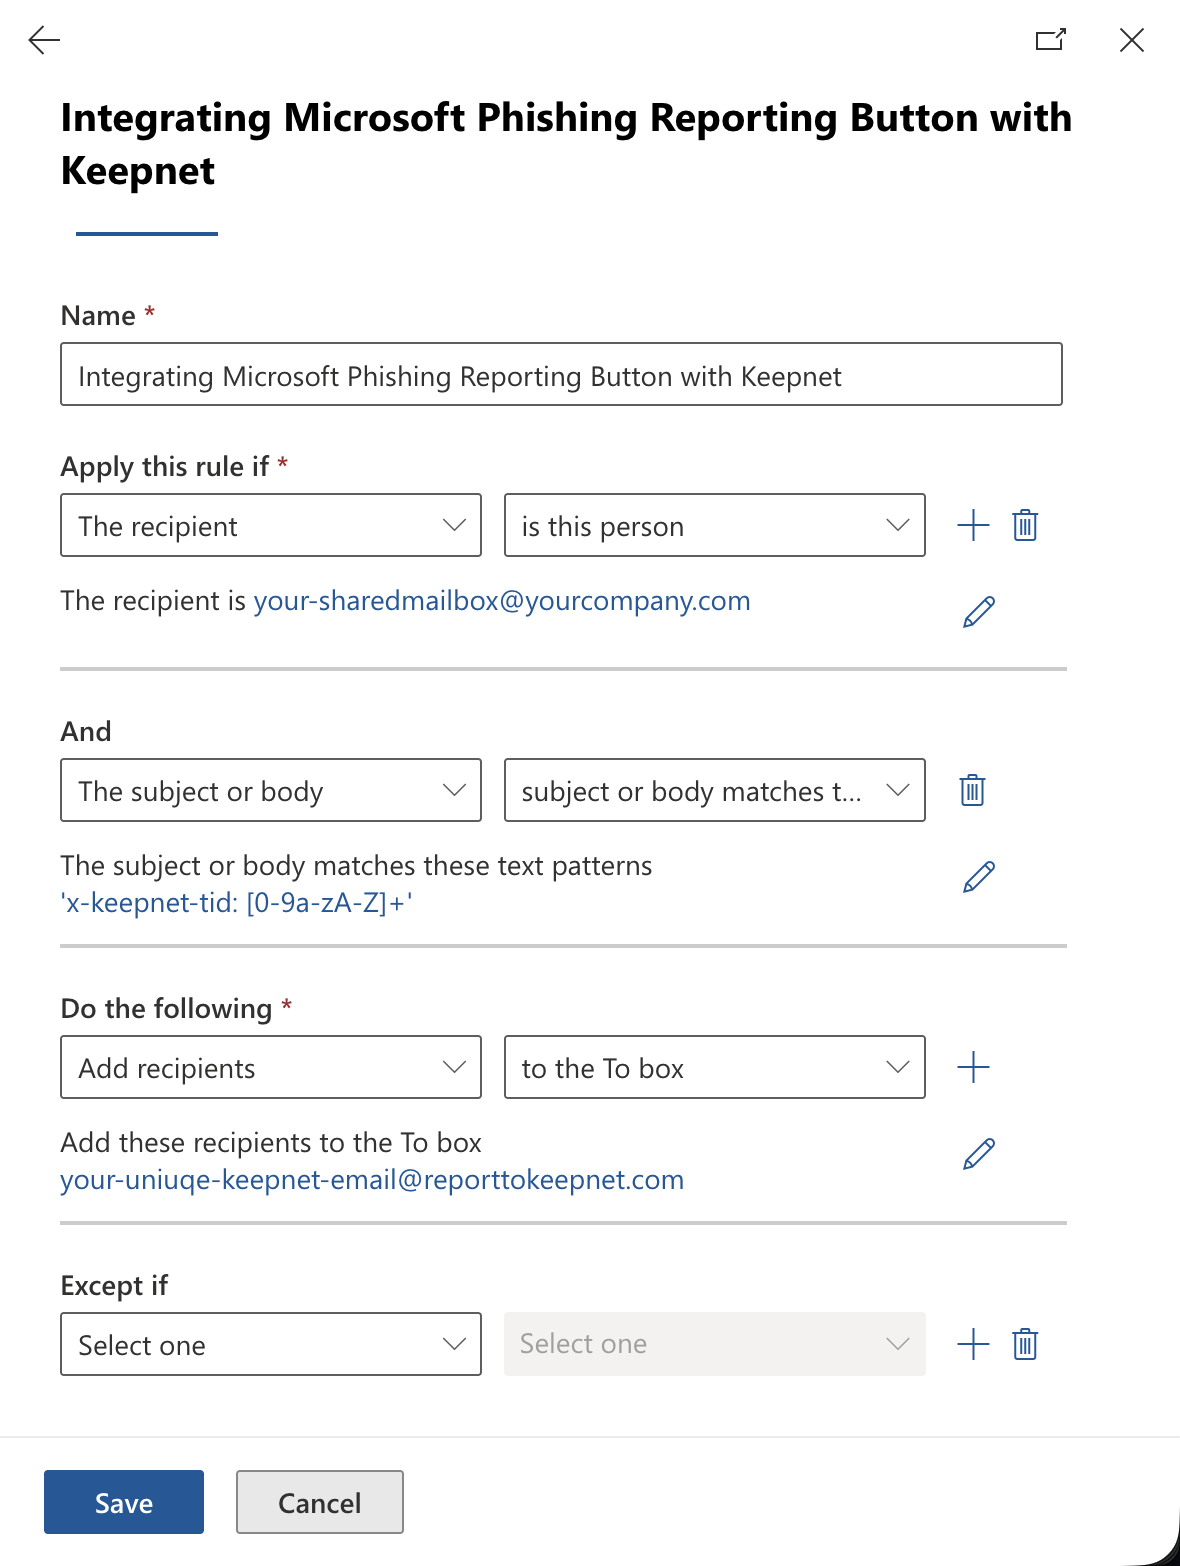 Integrating Microsoft Phishing Reporting Button with
Keepnet
Name *
Integrating Microsoft Phishing Reporting Button with Keepnet
Apply this rule if *
The recipient
is this person
The recipient is your-sharedmailbox@yourcompany.com
And
The subject or body
subject or body matches t...
The subject or body matches these text patterns
'x-keepnet-tid: [0-9a-zA-Z]+'
Do the following *
Add recipients
to the To box
Add these recipients to the To box
your-uniuqe-keepnet-email@reporttokeepnet.com
Except if
Select one
Select one
Save
Cancel